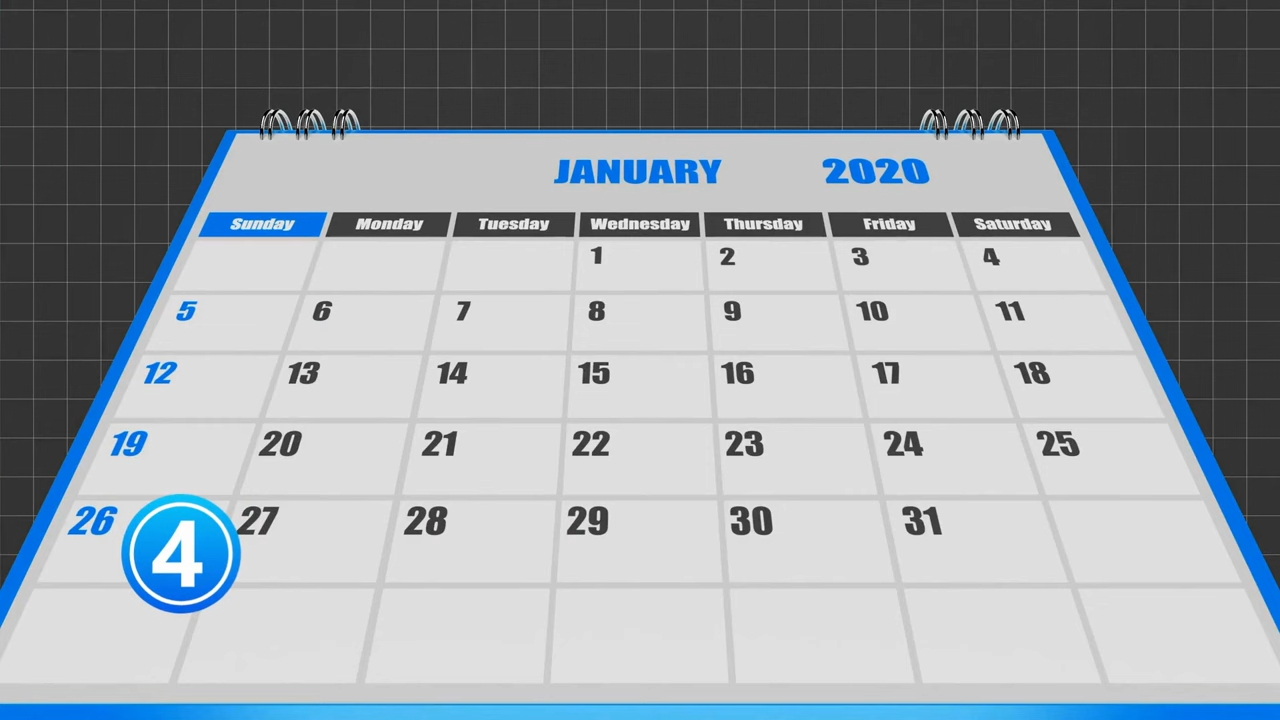 JANUARY 2020
Sunday Monday Tuesday Wednesday Thursday Friday Saturday
1 2 3 4
5 6 7 8 9 10 11
12 13 14 15 16 17 18
19 20 21 22 23 24 25
26 27 28 29 30 31
4